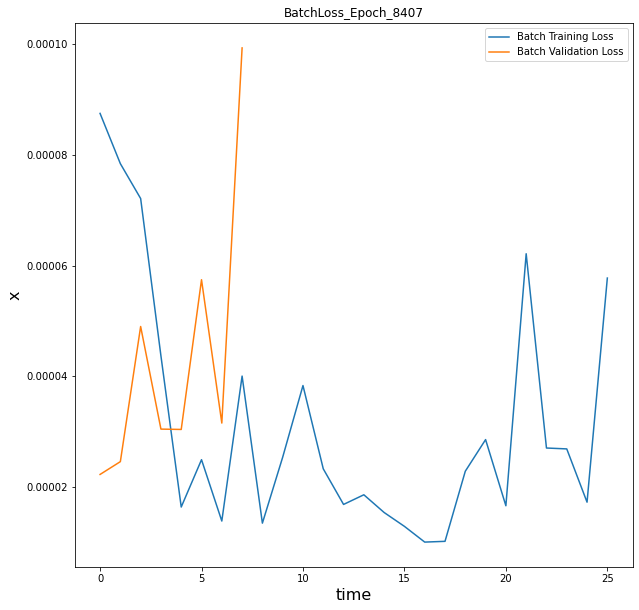 BatchLoss_Epoch_8407
Batch Training Loss
Batch Validation Loss
0.00010
0.00008
0.00006
0.00004
0.00002
x
0 5 10 15 20 25
time